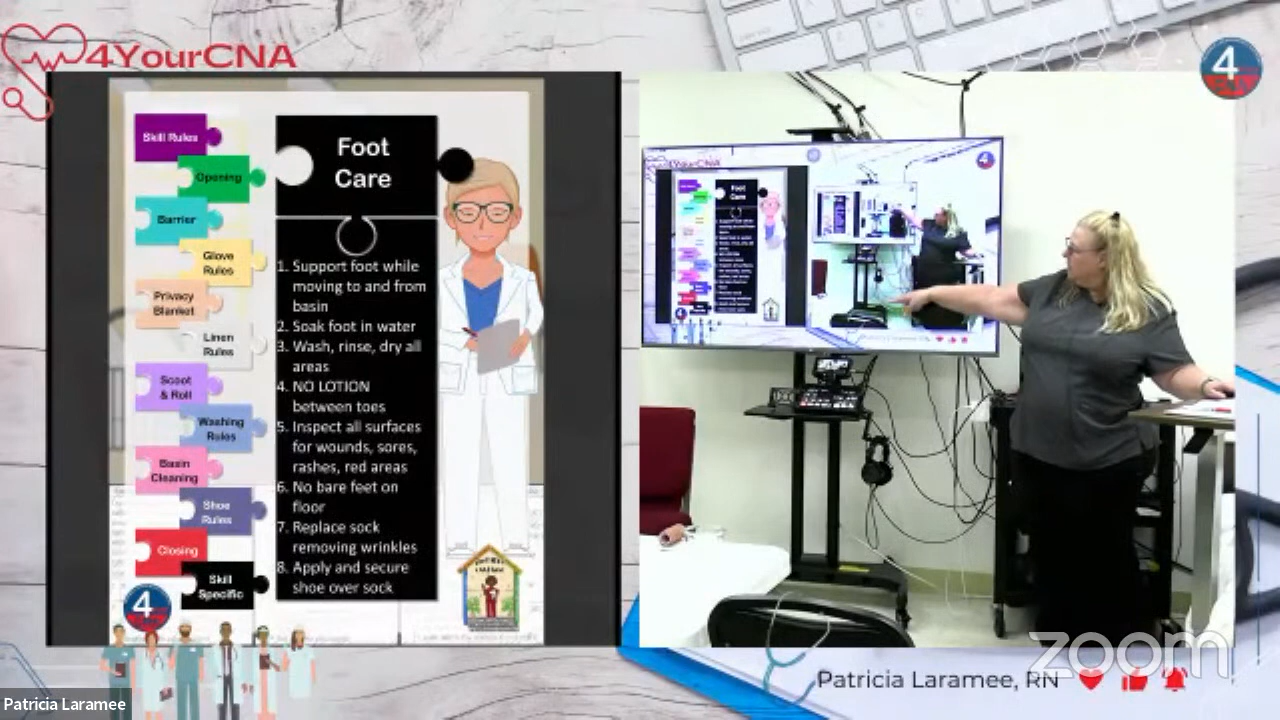 4YourCNA
4
Skill Rules
Opening
Barrier
Glove
Rules
Privacy
Blanket
Linen
Rules
Scoot
& Roll
Washing
Rules
Basin
Cleaning
Shoe
Rules
Closing
Skill
Specific
4
Foot
Care
1. Support foot while
moving to and from
basin
2. Soak foot in water
3. Wash, rinse, dry all
areas
4. NO LOTION
between toes
5. Inspect all surfaces
for wounds, sores,
rashes, red areas
6. No bare feet on
floor
7. Replace sock
removing wrinkles
8. Apply and secure
shoe over sock
4YourCNA
Foot
Care
zoom
Patricia Laramee, RN
Patricia Laramee